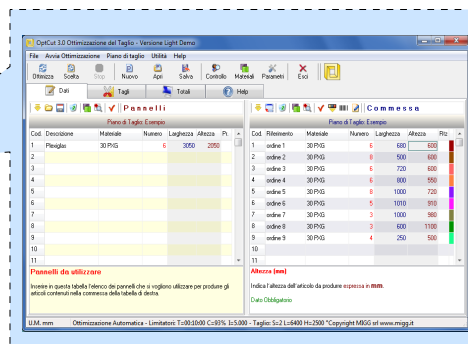 OptCut 3.0 Ottimizzazione del Taglio - Versione Light Demo
File Avvia Ottimizzazione Piano di taglio Utilità Help
Ottimizza Scelta Stop Nuovo Apri Salva Controllo Materiali Parametri Esci
Dati Tagli Totali Help
Pannelli
Piano di Taglio: Esempio
Cod. Descrizione Materiale Numero Larghezza Altezza Pr.
1 Plexiglas 30 PXG 6 3050 2050
2
3
4
5
6
7
8
9
10
11
Pannelli da utilizzare
Inserire in questa tabella l'elenco dei pannelli che si vogliono utilizzare per produrre gli
articoli contenuti nella commessa della tabella di destra.
Commessa
Piano di Taglio: Esempio
Cod. Riferimento Materiale Numero Larghezza Altezza Rtz
1 ordine 1 30 PXG 6 680 600
2 ordine 2 30 PXG 8 500 600
3 ordine 3 30 PXG 6 720 600
4 ordine 4 30 PXG 8 800 550
5 ordine 5 30 PXG 8 1000 720
6 ordine 6 30 PXG 5 1010 910
7 ordine 7 30 PXG 3 1000 980
8 ordine 8 30 PXG 3 600 1100
9 ordine 9 30 PXG 4 250 500
10
11
Altezza [mm]
Indica l'altezza dell'articolo da produrre espressa in mm.
Dato Obbligatorio
U.M. mm Ottimizzazione Automatica - Limitatori: T=00:10:00 C=93% I=5.000 - Taglio: S=2 L=6400 H=2500 *Copyright MIGG srl www.migg.it